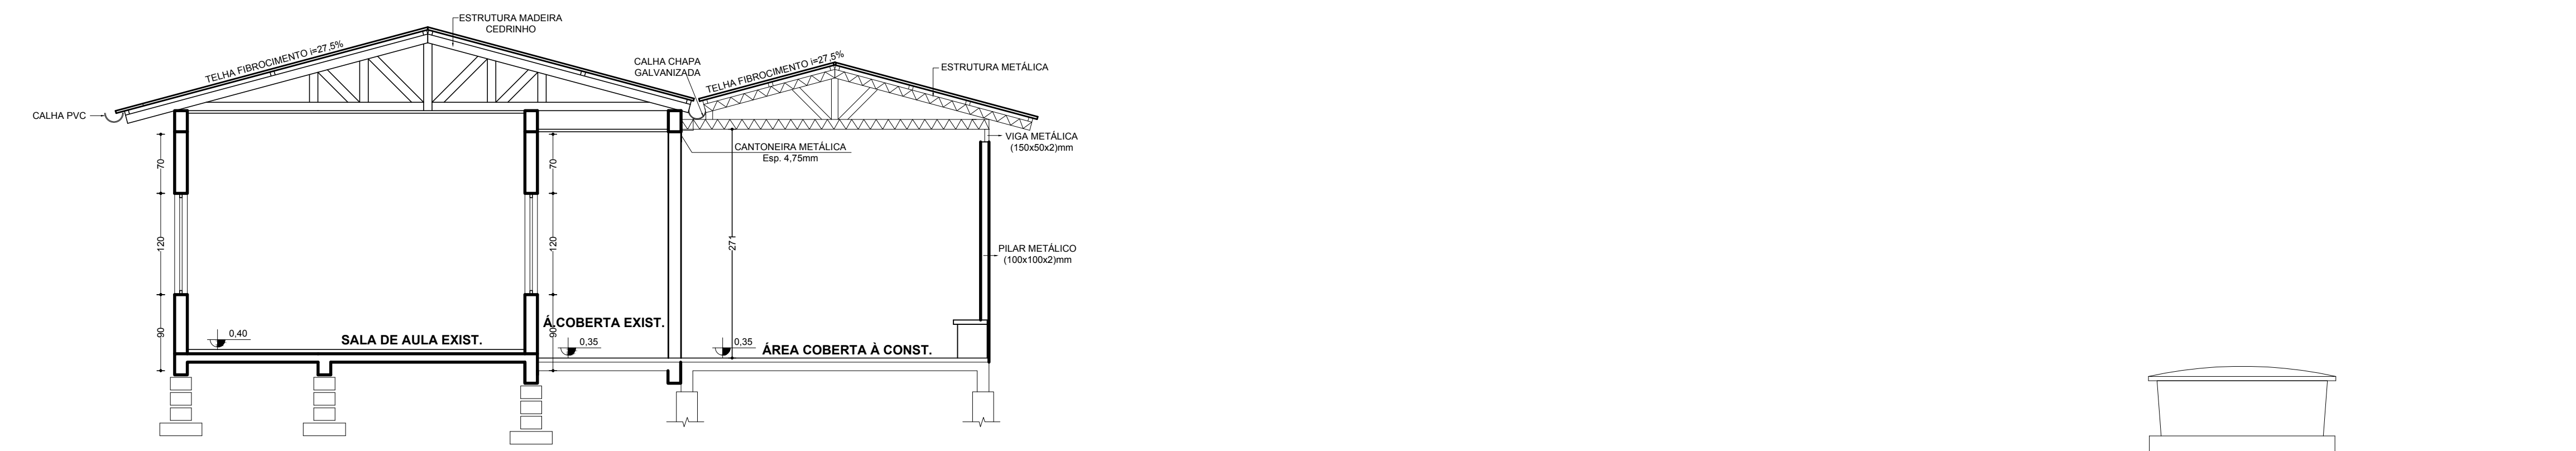 ESTRUTURA MADEIRA
CEDRINHO
TELHA FIBROCIMENTO i=27,5%
CALHA CHAPA
GALVANIZADA
TELHA FIBROCIMENTO i=27,5%
ESTRUTURA METÁLICA
CALHA PVC
VIGA METÁLICA
(150x50x2)mm
CANTONEIRA METÁLICA
Esp. 4,75mm
70
70
120
120
271
PILAR METÁLICO
(100x100x2)mm
90
90
0,40
SALA DE AULA EXIST.
Á COBERTA EXIST.
0,35
0,35
ÁREA COBERTA À CONST.